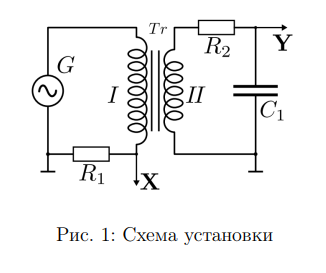 Tr
R₂
Y
G
I
II
C₁
R₁
X
Рис. 1: Схема установки